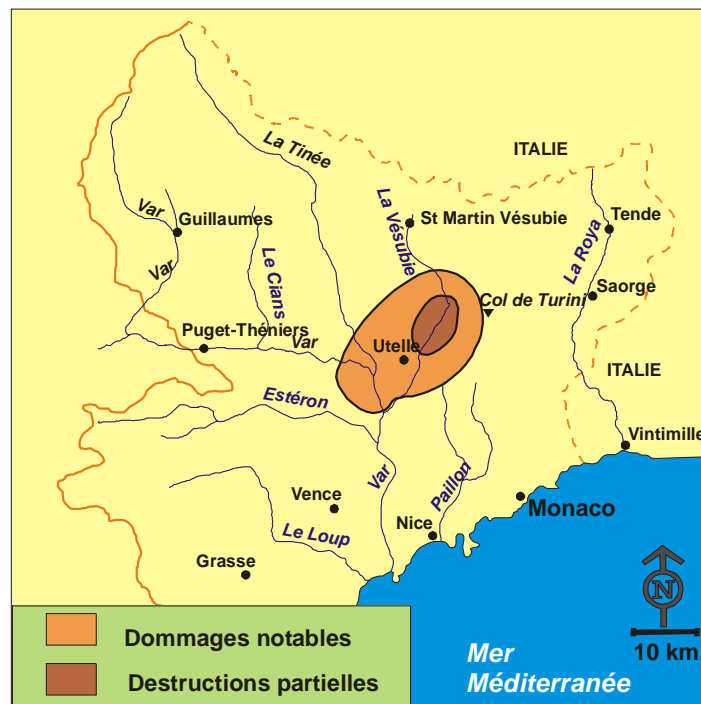 La Tinée
ITALIE
Var
Guillaumes
La Vésubie
St Martin Vésubie
Tende
La Roya
Var
Le Cians
Saorge
Col de Turini
Puget-Théniers
Var
Utelle
ITALIE
Estéron
Vintimille
Var
Paillon
Vence
Monaco
Nice
Le Loup
Grasse
N
10 km.
Dommages notables
Destructions partielles
Mer
Méditerranée